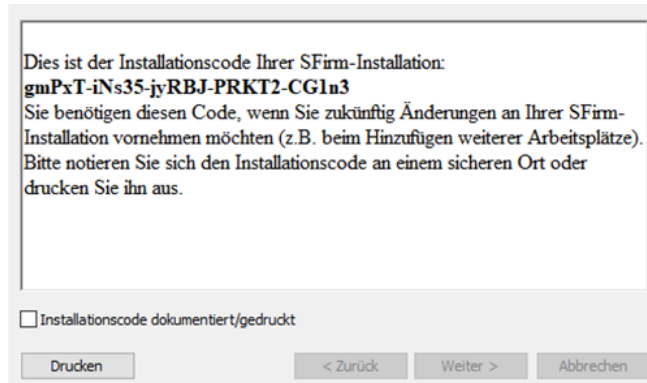 Dies ist der Installationscode Ihrer SFirm-Installation:
gmPxT-iNs35-jyRBJ-PRKT2-CG1n3
Sie benötigen diesen Code, wenn Sie zukünftig Änderungen an Ihrer SFirm-
Installation vornehmen möchten (z.B. beim Hinzufügen weiterer Arbeitsplätze).
Bitte notieren Sie sich den Installationscode an einem sicheren Ort oder
drucken Sie ihn aus.
Installationscode dokumentiert/gedruckt
Drucken
< Zurück
Weiter >
Abbrechen